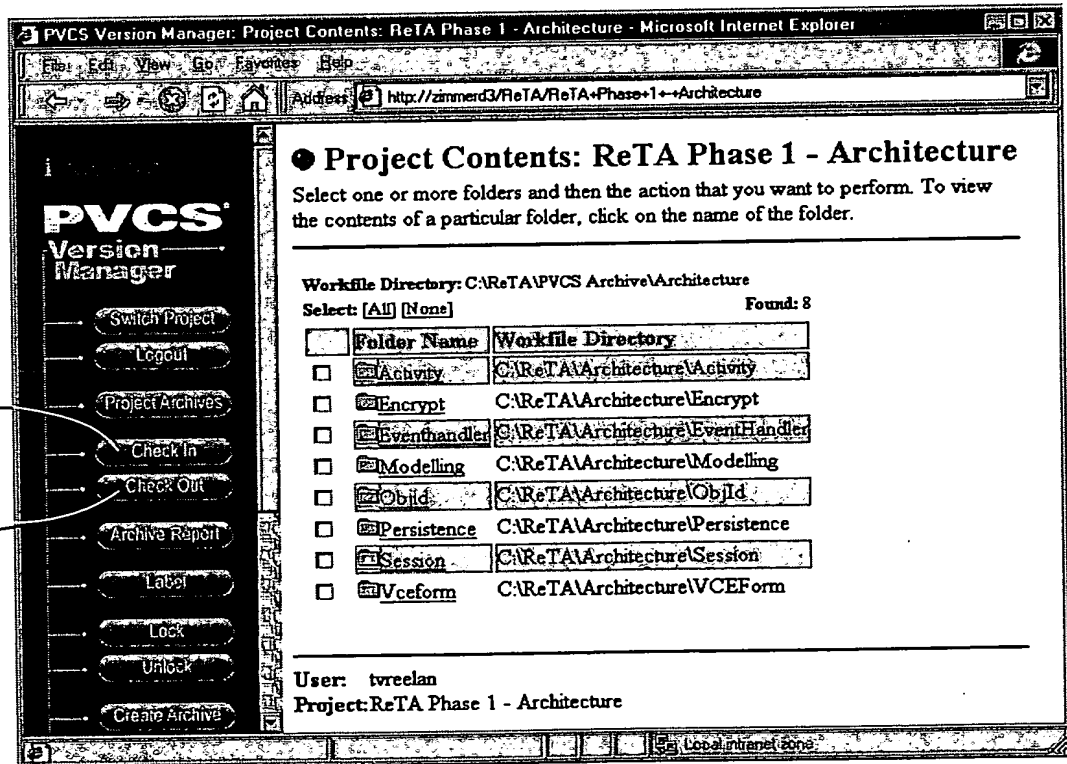 PVCS Version Manager: Project Contents: ReTA Phase 1 - Architecture - Microsoft Internet Explorer
File Edit View Go Favorites Help
Address http://zimmerd3/ReTA/ReTA+Phase+1+-+Architecture
PVCS
Version
Manager
Switch Project
Logout
Project Archives
Check In
Check Out
Archive Report
Label
Lock
Unlock
Create Archive
Project Contents: ReTA Phase 1 - Architecture
Select one or more folders and then the action that you want to perform. To view
the contents of a particular folder, click on the name of the folder.
Workfile Directory: C:\ReTA\PVCS Archive\Architecture
Select: [All] [None] Found: 8
Folder Name Workfile Directory
Activity C:\ReTA\Architecture\Activity
Encrypt C:\ReTA\Architecture\Encrypt
Eventhandler C:\ReTA\Architecture\EventHandler
Modelling C:\ReTA\Architecture\Modelling
ObjId C:\ReTA\Architecture\ObjId
Persistence C:\ReTA\Architecture\Persistence
Session C:\ReTA\Architecture\Session
Vceform C:\ReTA\Architecture\VCEForm
User: tvreelan
Project:ReTA Phase 1 - Architecture
Local intranet zone